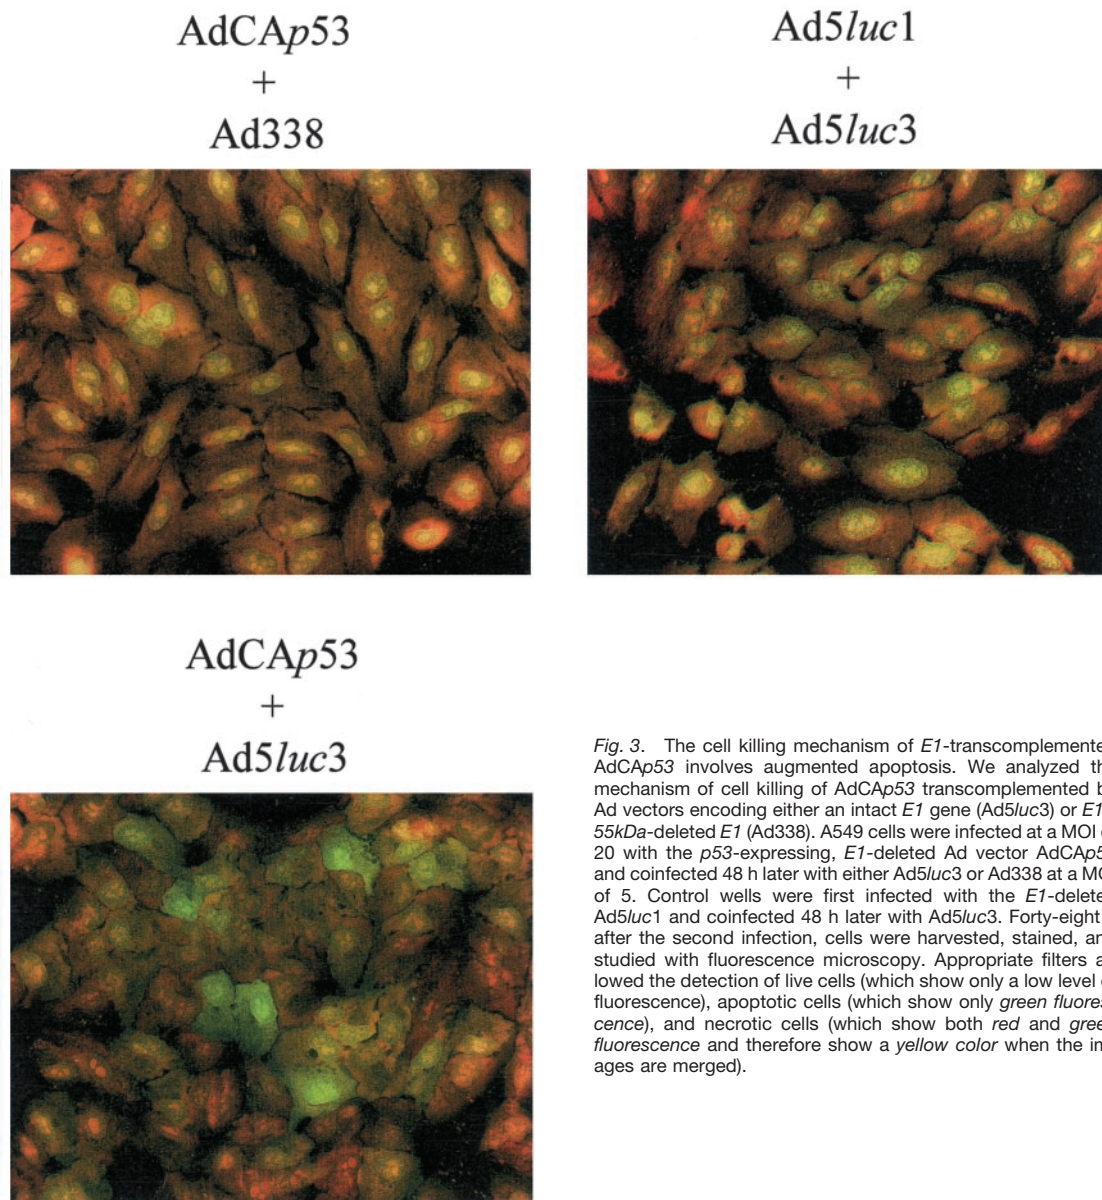 AdCAp53
+
Ad338
Ad5luc1
+
Ad5luc3
AdCAp53
+
Ad5luc3
Fig. 3. The cell killing mechanism of E1-transcomplemente
AdCAp53 involves augmented apoptosis. We analyzed th
mechanism of cell killing of AdCAp53 transcomplemented b
Ad vectors encoding either an intact E1 gene (Ad5luc3) or E1
55kDa-deleted E1 (Ad338). A549 cells were infected at a MOI
20 with the p53-expressing, E1-deleted Ad vector AdCAp5
and coinfected 48 h later with either Ad5luc3 or Ad338 at a MO
of 5. Control wells were first infected with the E1-delete
Ad5luc1 and coinfected 48 h later with Ad5luc3. Forty-eight
after the second infection, cells were harvested, stained, an
studied with fluorescence microscopy. Appropriate filters a
lowed the detection of live cells (which show only a low level
fluorescence), apoptotic cells (which show only green fluores
cence), and necrotic cells (which show both red and gree
fluorescence and therefore show a yellow color when the im
ages are merged).